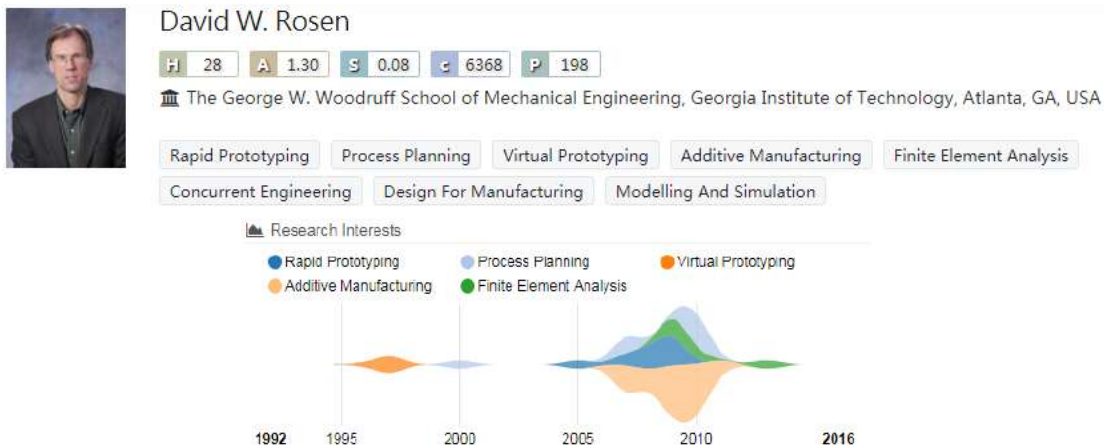 David W. Rosen
H 28 A 1.30 S 0.08 c 6368 P 198
The George W. Woodruff School of Mechanical Engineering, Georgia Institute of Technology, Atlanta, GA, USA
Rapid Prototyping Process Planning Virtual Prototyping Additive Manufacturing Finite Element Analysis
Concurrent Engineering Design For Manufacturing Modelling And Simulation
Research Interests
Rapid Prototyping Process Planning Virtual Prototyping
Additive Manufacturing Finite Element Analysis
1992 1995 2000 2005 2010 2016